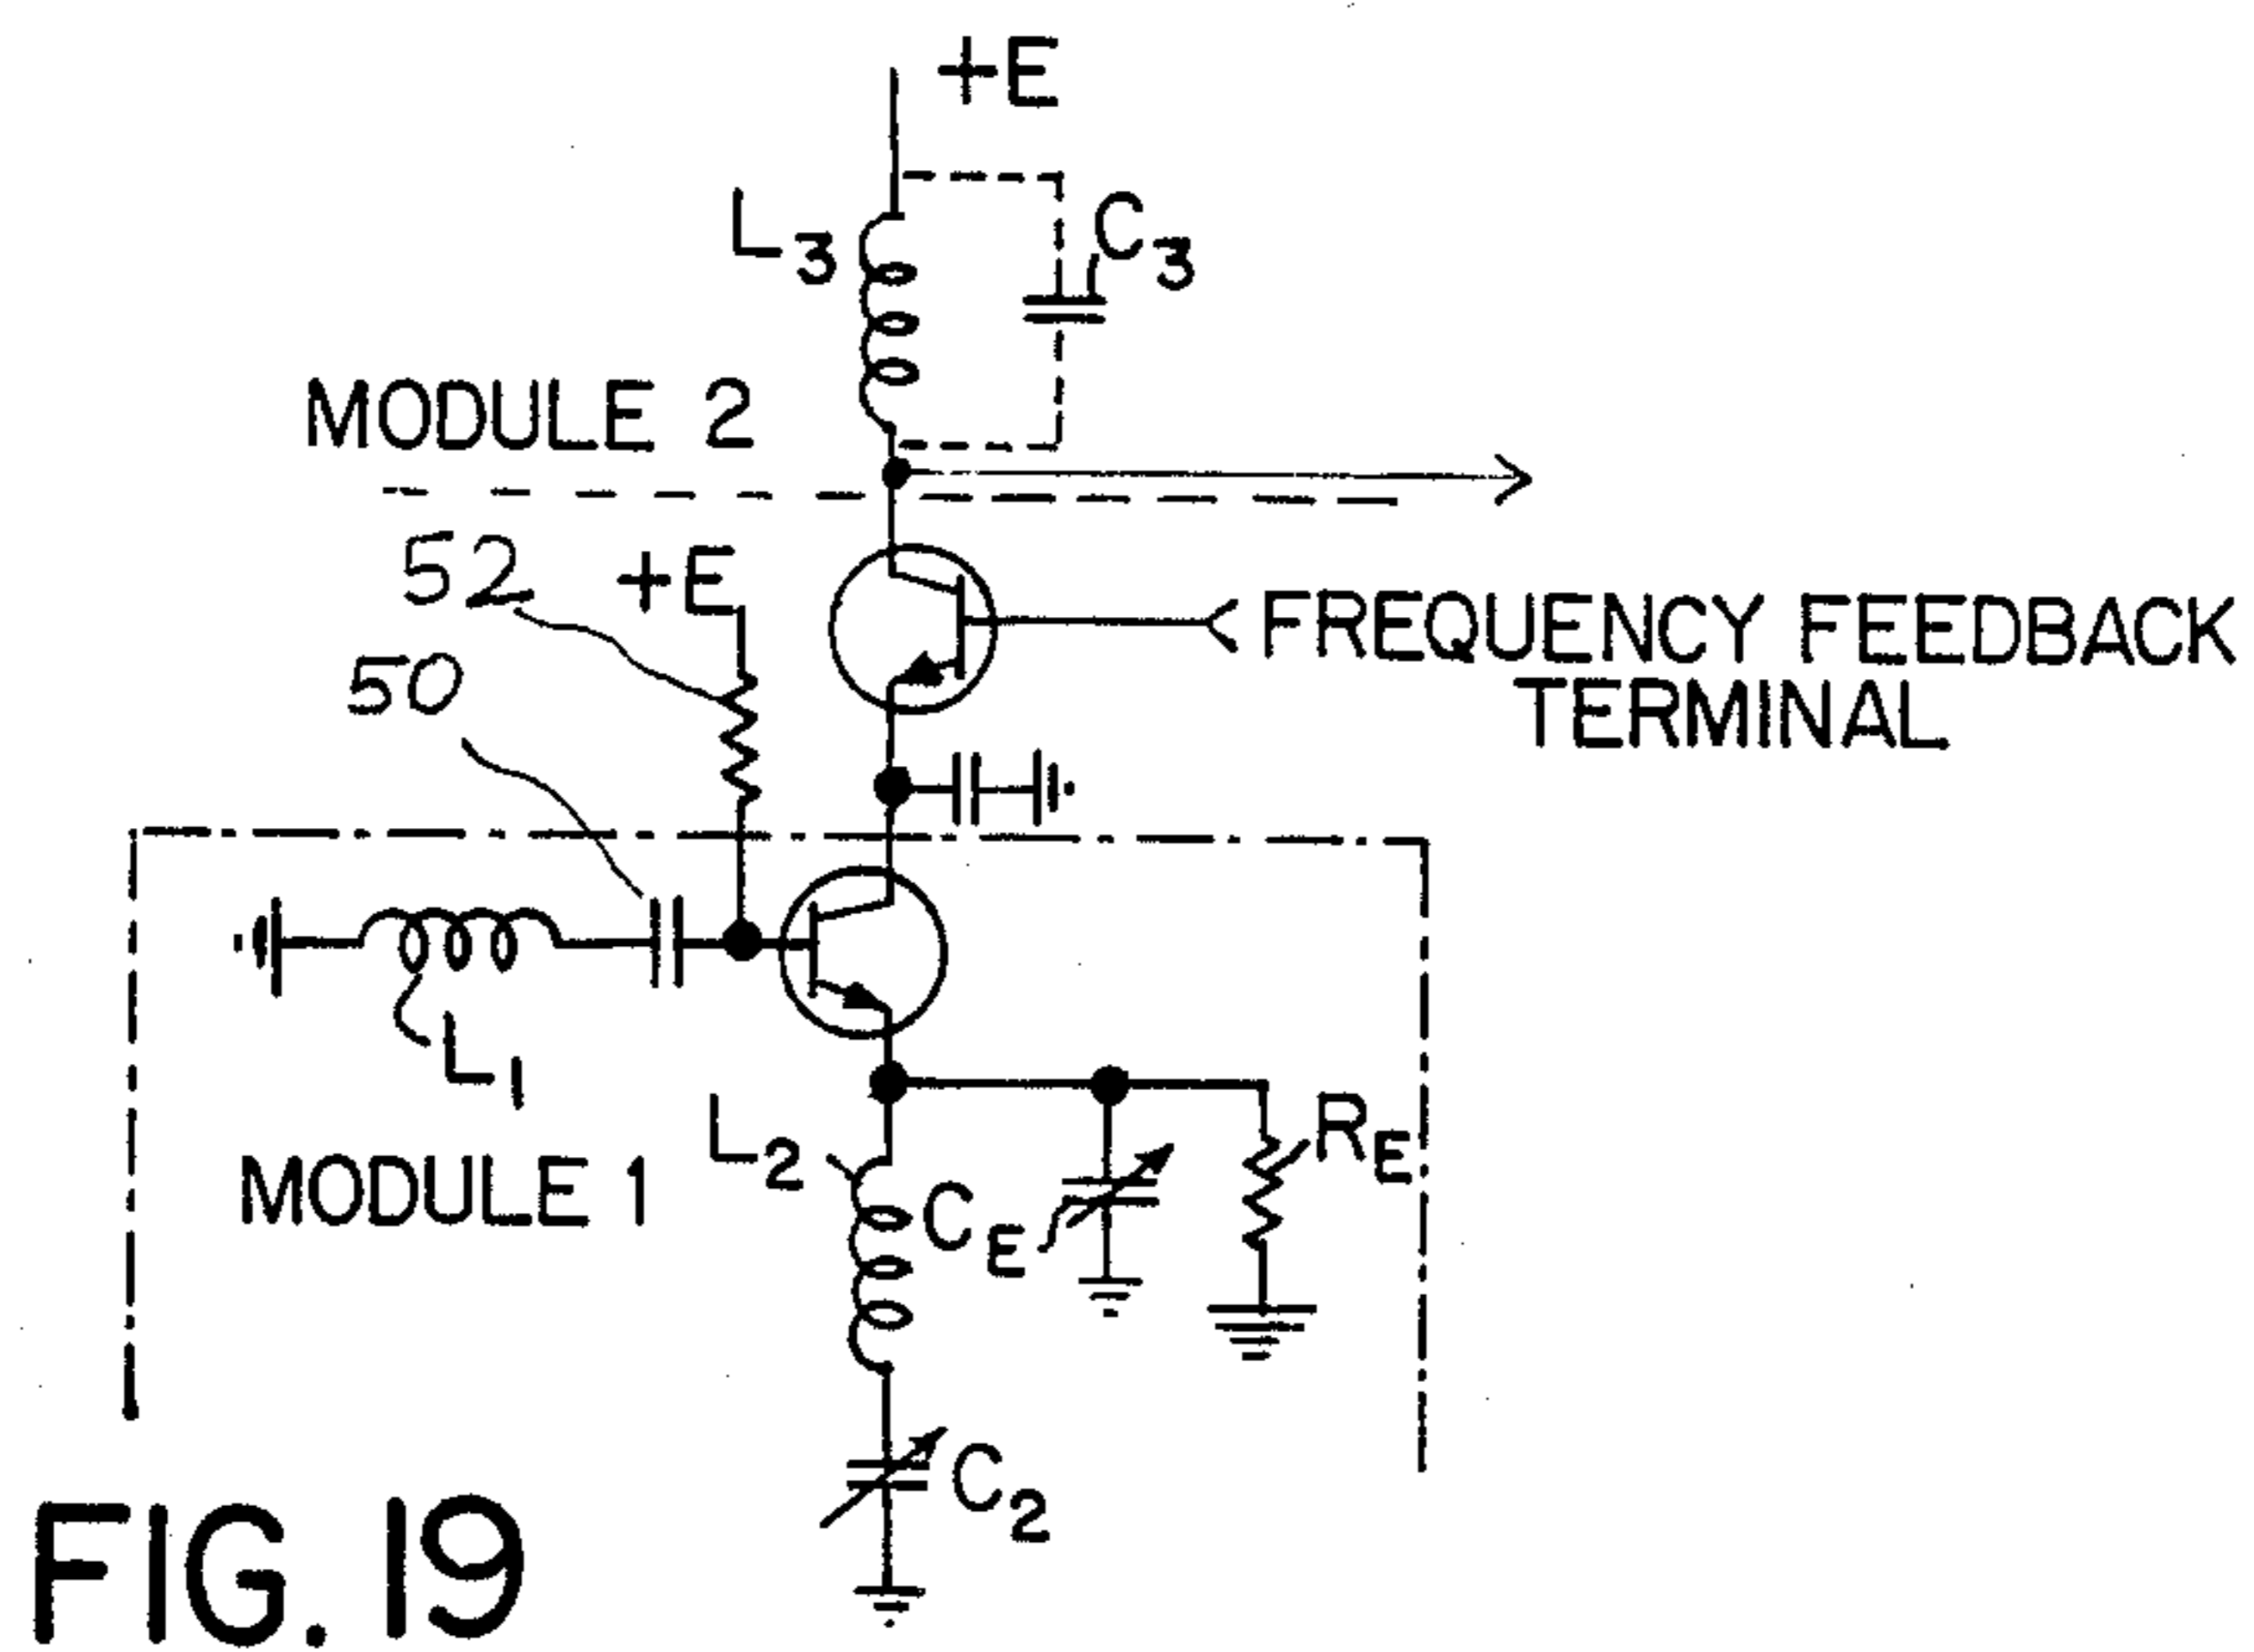 +E
L3
C3
MODULE 2
52
+E
FREQUENCY FEEDBACK
TERMINAL
50
L1
MODULE 1
L2
CE
RE
C2
FIG. 19